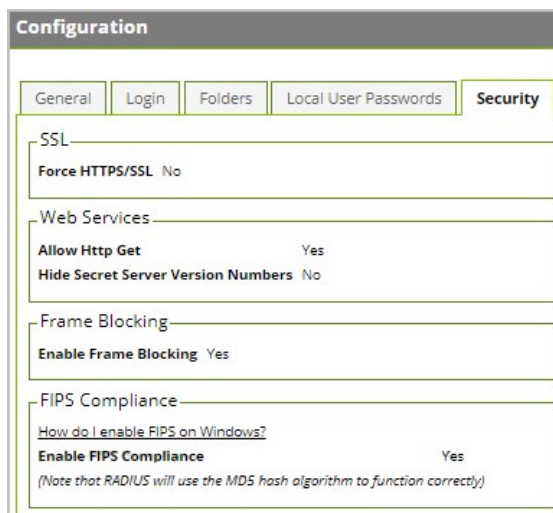 Configuration
General Login Folders Local User Passwords Security
SSL
Force HTTPS/SSL No
Web Services
Allow Http Get Yes
Hide Secret Server Version Numbers No
Frame Blocking
Enable Frame Blocking Yes
FIPS Compliance
How do I enable FIPS on Windows?
Enable FIPS Compliance Yes
(Note that RADIUS will use the MD5 hash algorithm to function correctly)